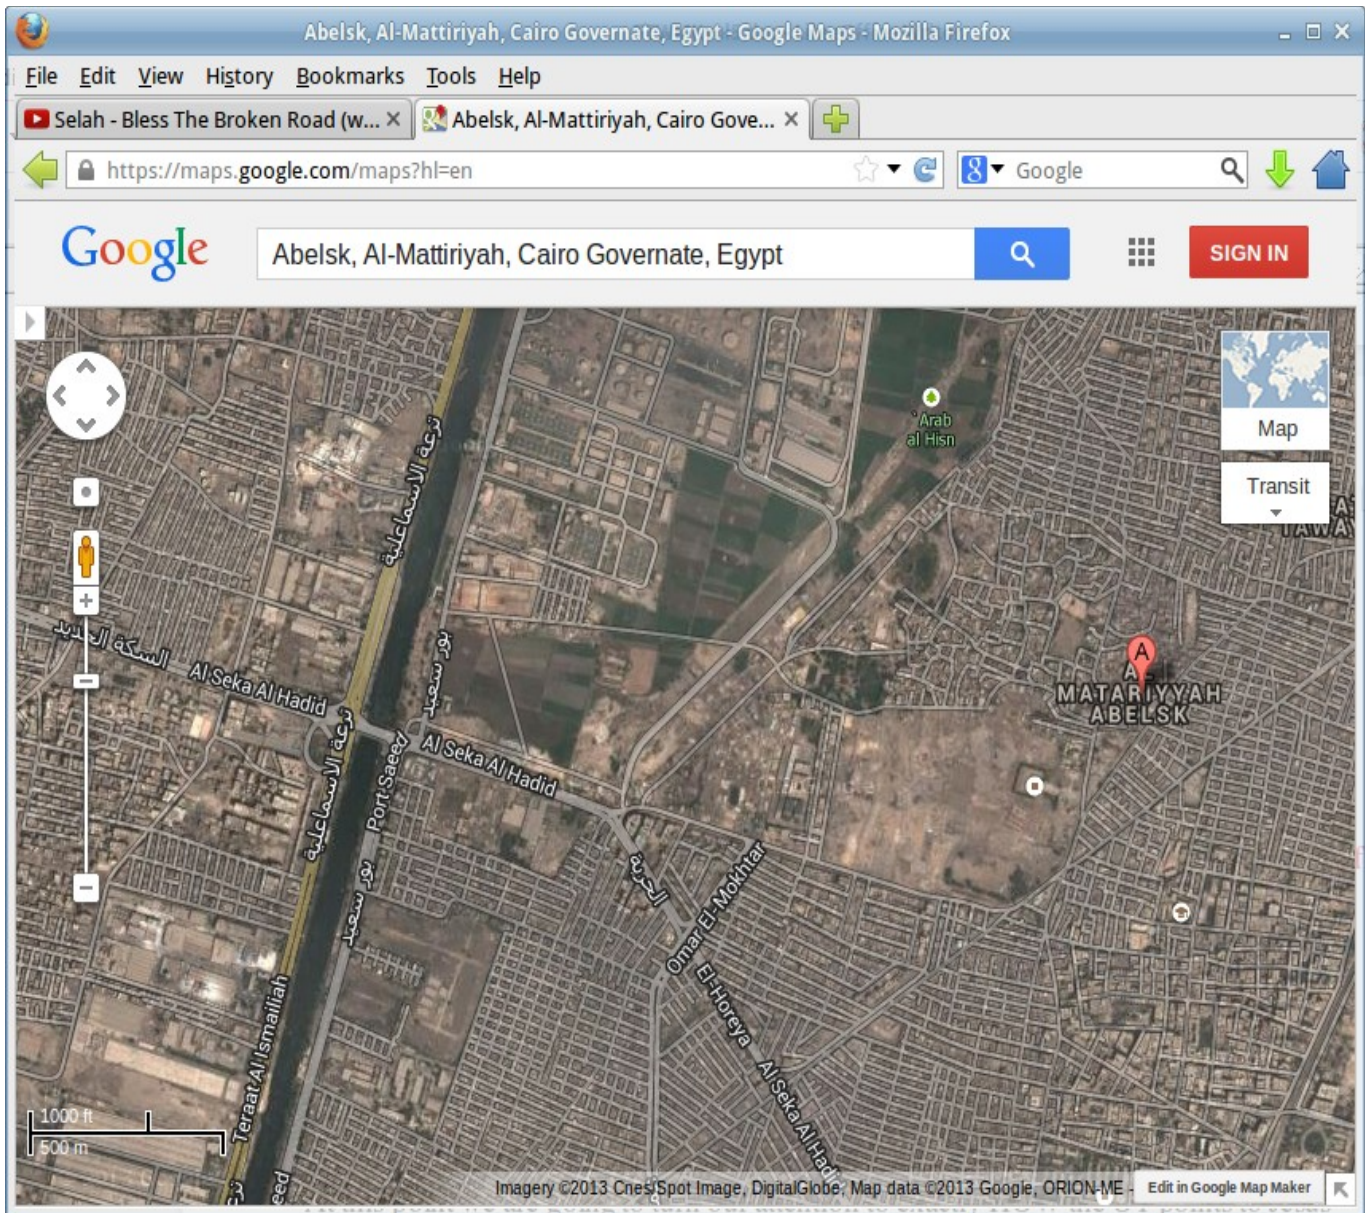 Abelsk, Al-Mattiriyah, Cairo Governate, Egypt - Google Maps - Mozilla Firefox
File Edit View History Bookmarks Tools Help
Selah - Bless The Broken Road (w...
Abelsk, Al-Mattiriyah, Cairo Gove...
https://maps.google.com/maps?hl=en
Google
Google
Abelsk, Al-Mattiriyah, Cairo Governate, Egypt
SIGN IN
Map
Transit
`Arab
al Hisn
ترعة الاسماعلية
السكة الحديد
Al Seka Al Hadid
بور سعيد
A
AL
MATARIYYAH
ABELSK
Al Seka Al Hadid
ترعة الاسماعلية
Port Saeed
بور سعيد
الحرية
Omar El-Mokhtar
El-Horeya
Al Seka Al Hadi
Teraat Al Ismailiah
1000 ft
500 m
Imagery ©2013 Cnes/Spot Image, DigitalGlobe, Map data ©2013 Google, ORION-ME -
Edit in Google Map Maker